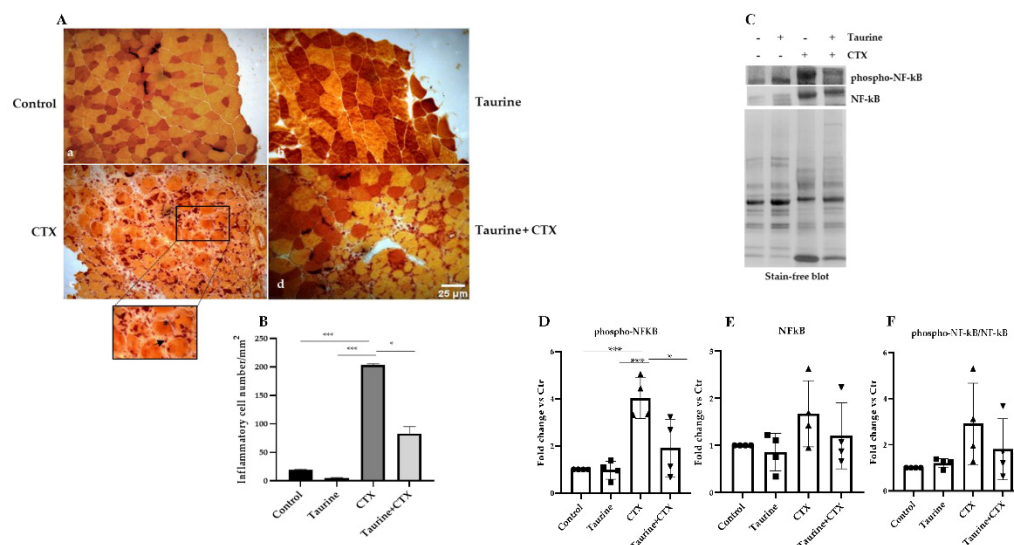 A
Control
Taurine
a
b
CTX
Taurine+CTX
d
25 µm
B
***
***
*
Inflammatory cell number/mm2
250
200
150
100
50
0
Control
Taurine
CTX
Taurine+CTX
C
- + - + Taurine
- - + + CTX
phospho-NF-kB
NF-kB
Stain-free blot
D
phospho-NFKB
***
***
*
Fold change vs Ctr
6
4
2
0
Control
Taurine
CTX
Taurine+CTX
E
NFkB
Fold change vs Ctr
3
2
1
0
Control
Taurine
CTX
Taurine+CTX
F
phospho-NF-kB/NF-kB
Fold change vs Ctr
6
4
2
0
Control
Taurine
CTX
Taurine+CTX